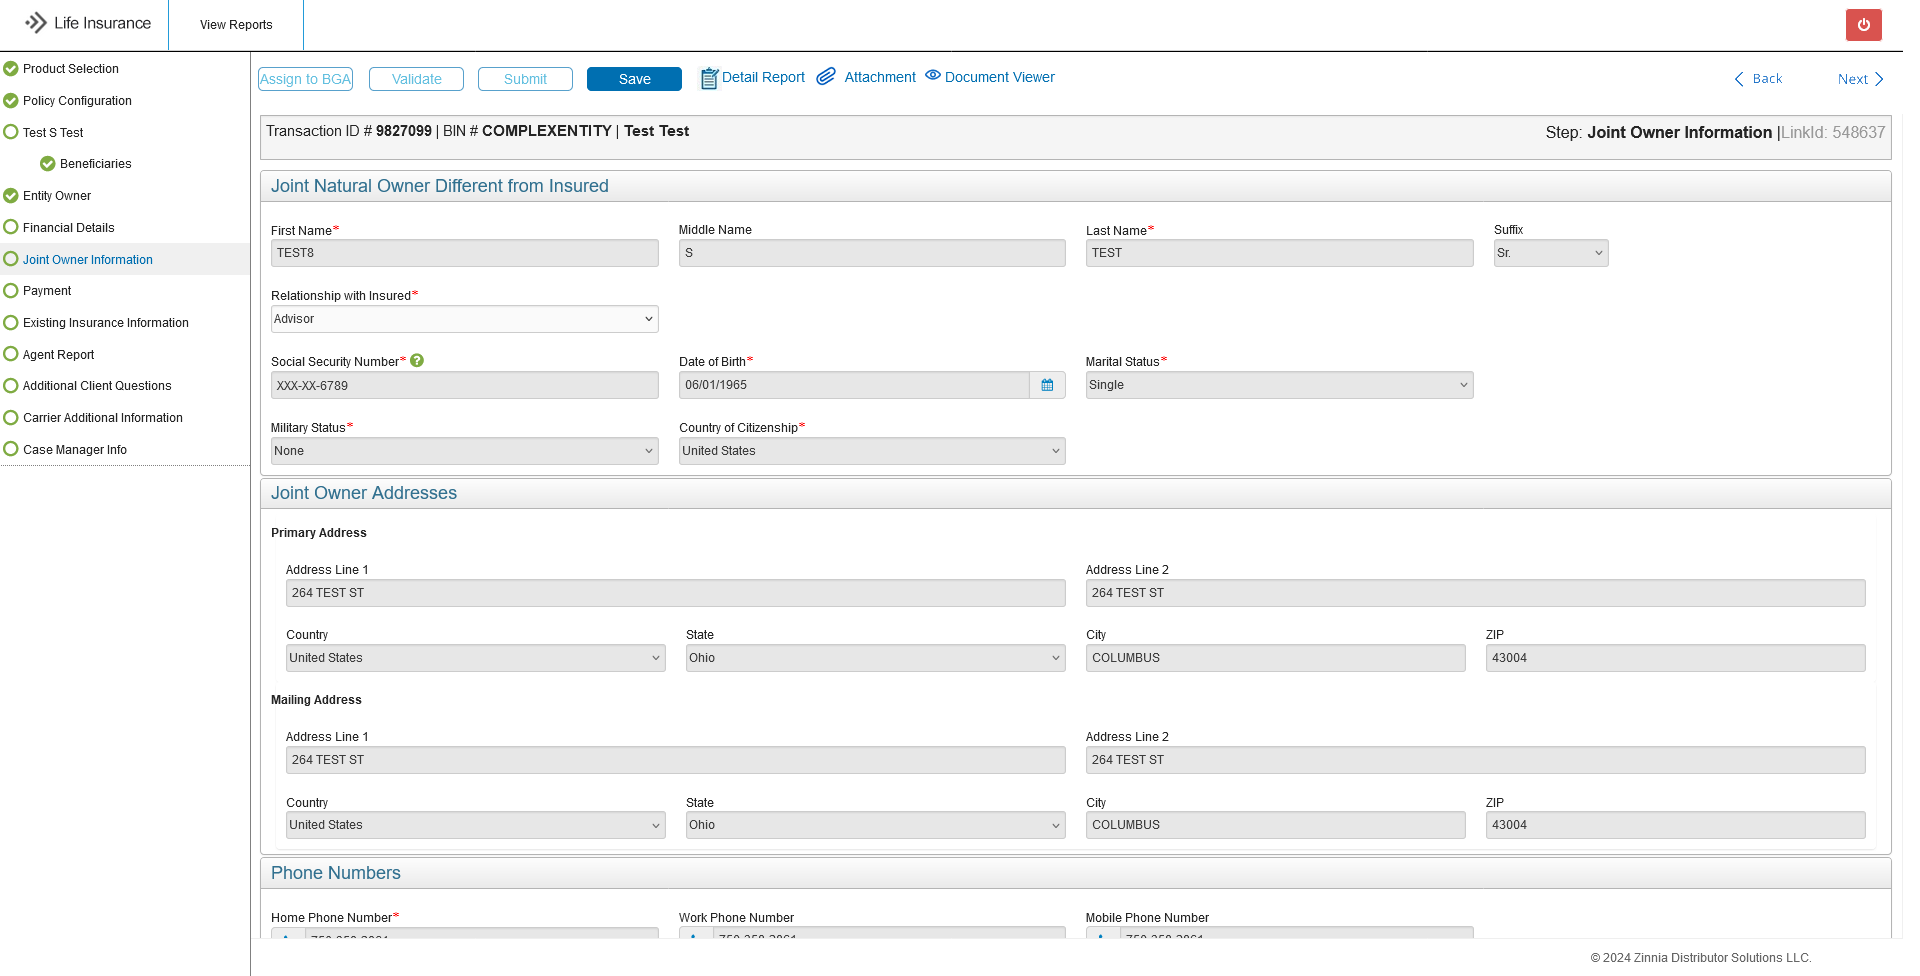 Life Insurance
View Reports
Product Selection
Policy Configuration
Test S Test
Beneficiaries
Entity Owner
Financial Details
Joint Owner Information
Payment
Existing Insurance Information
Agent Report
Additional Client Questions
Carrier Additional Information
Case Manager Info
Assign to BGA Validate Submit Save Detail Report Attachment Document Viewer Back Next
Transaction ID # 9827099 | BIN # COMPLEXENTITY | Test Test
Step: Joint Owner Information |LinkId: 548637
Joint Natural Owner Different from Insured
First Name* Middle Name Last Name* Suffix
TEST8 S TEST Sr.
Relationship with Insured*
Advisor
Social Security Number* ? Date of Birth* Marital Status*
XXX-XX-6789 06/01/1965 Single
Military Status* Country of Citizenship*
None United States
Joint Owner Addresses
Primary Address
Address Line 1 Address Line 2
264 TEST ST 264 TEST ST
Country State City ZIP
United States Ohio COLUMBUS 43004
Mailing Address
Address Line 1 Address Line 2
264 TEST ST 264 TEST ST
Country State City ZIP
United States Ohio COLUMBUS 43004
Phone Numbers
Home Phone Number* Work Phone Number Mobile Phone Number
© 2024 Zinnia Distributor Solutions LLC.